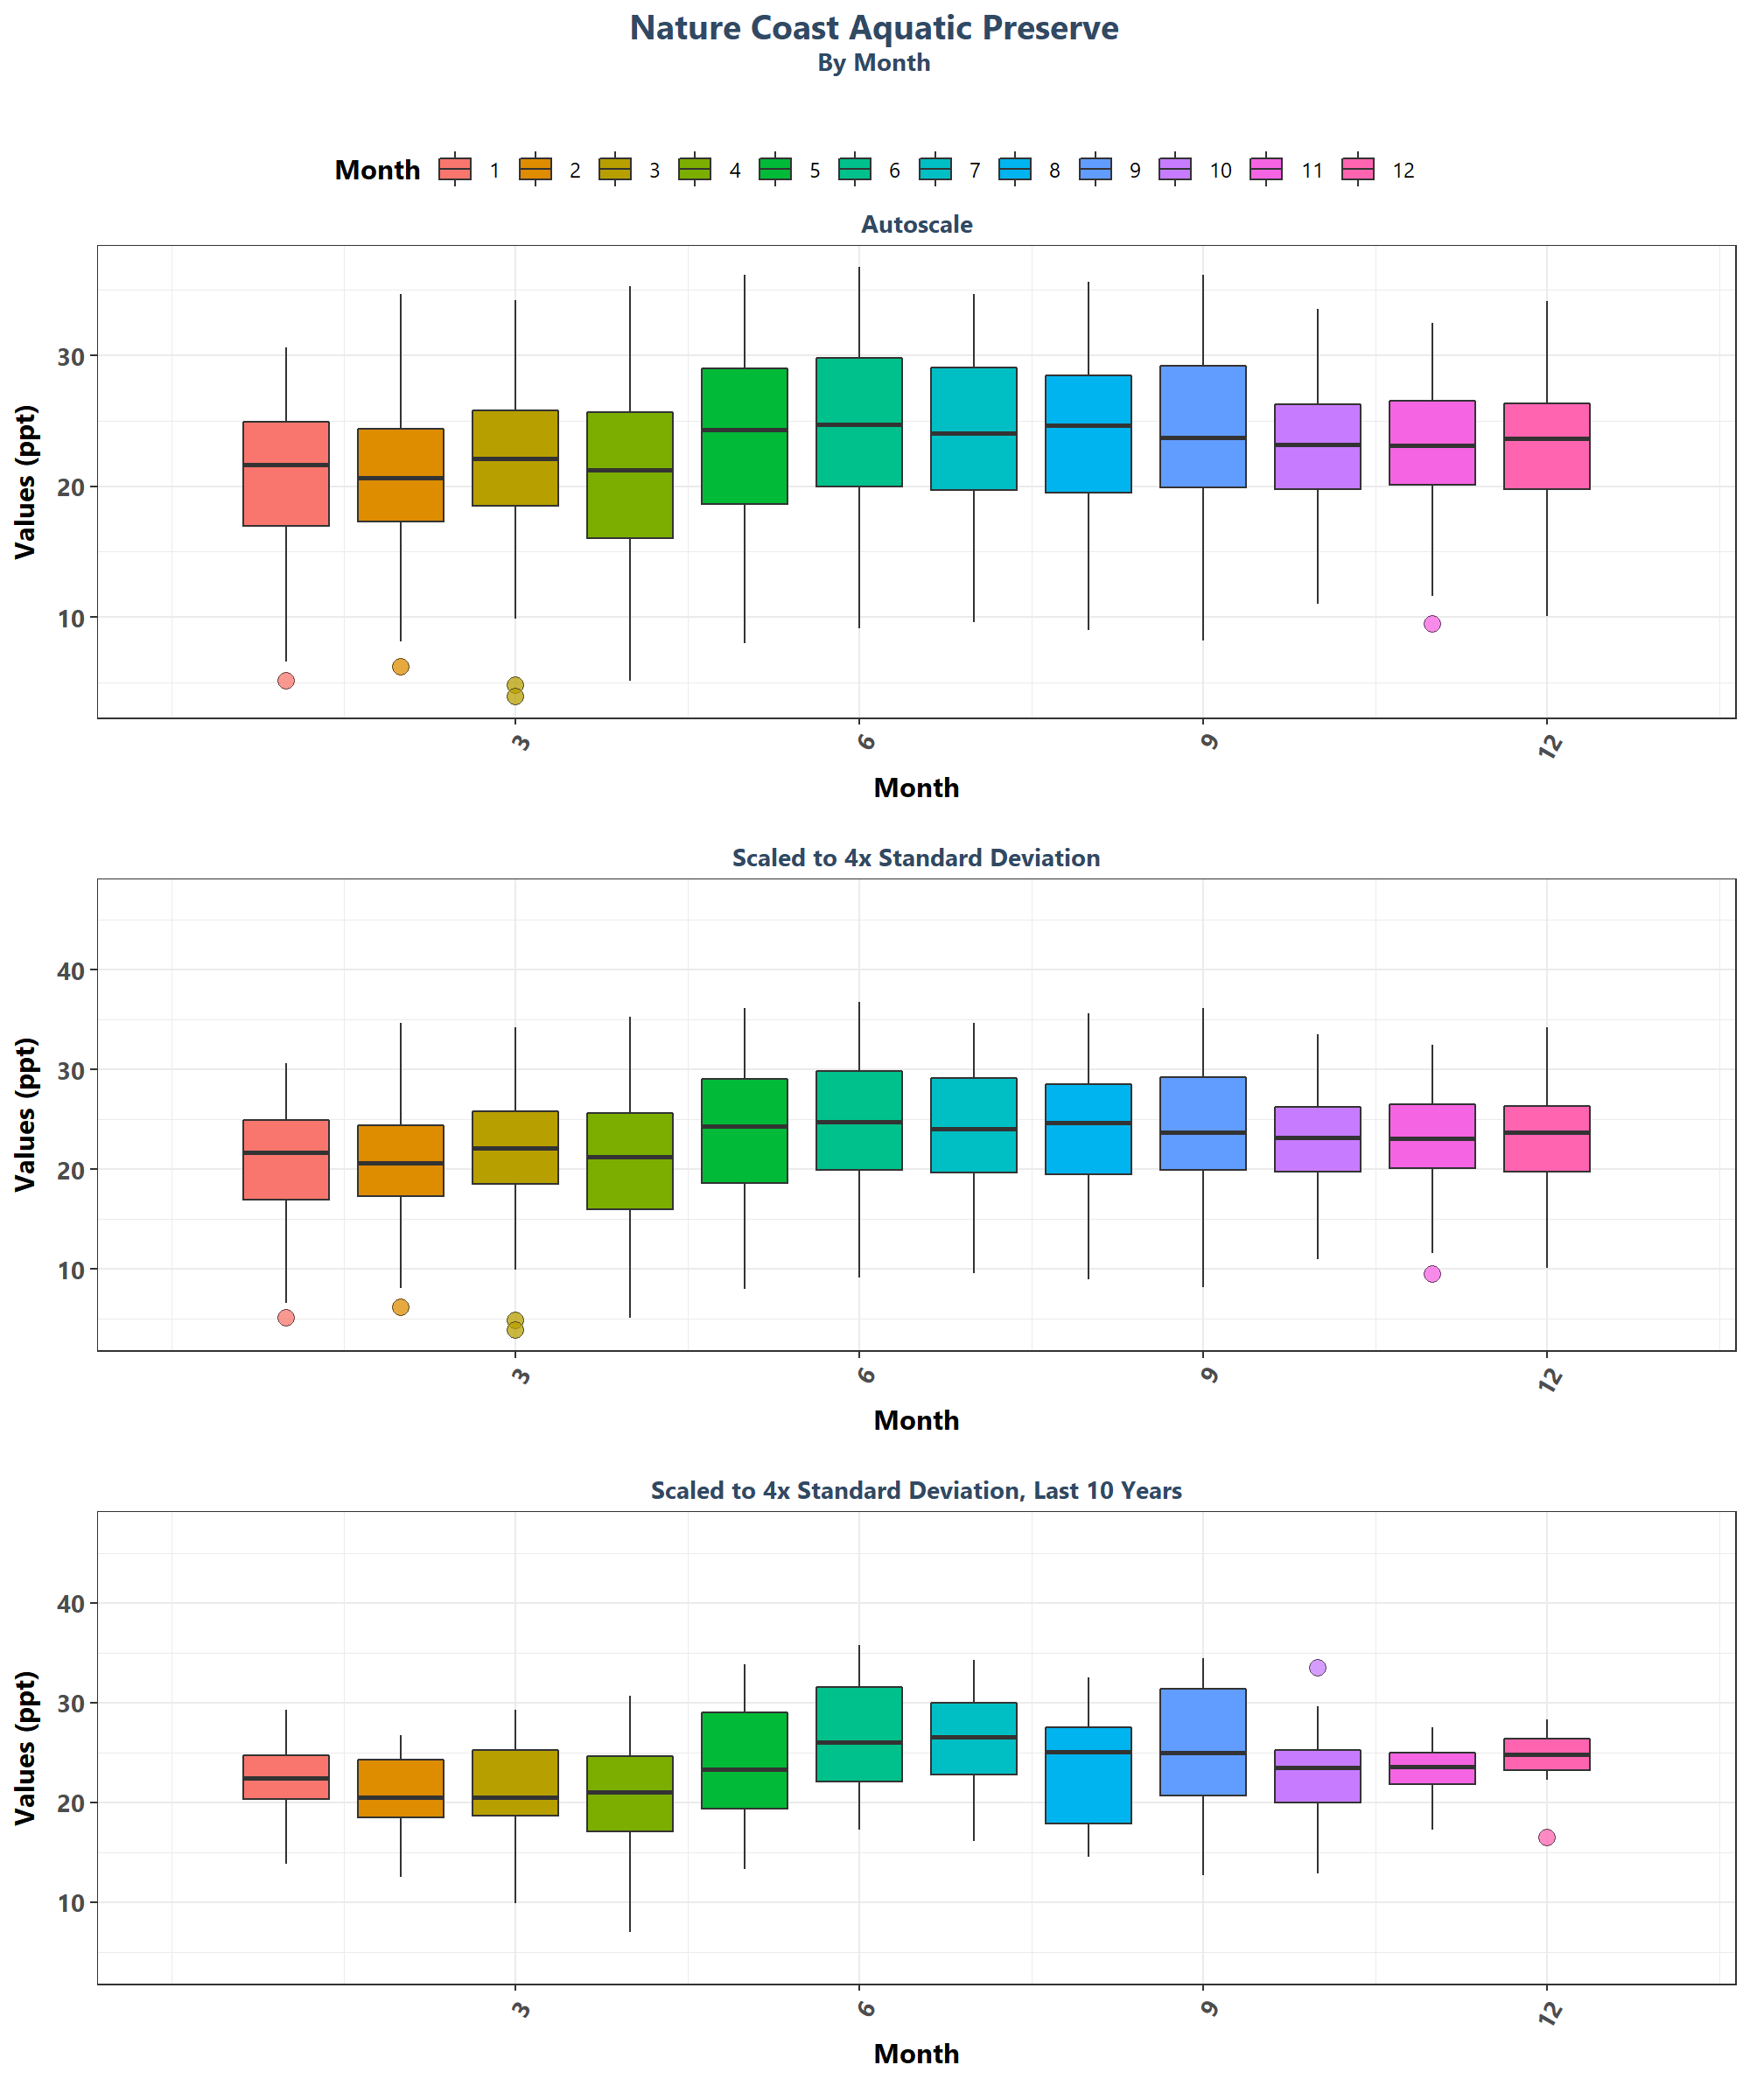 Nature Coast Aquatic Preserve
By Month
Month 1 2 3 4 5 6 7 8 9 10 11 12
Autoscale
Values (ppt)
30
20
10
3 6 9 12
Month
Scaled to 4x Standard Deviation
Values (ppt)
40
30
20
10
3 6 9 12
Month
Scaled to 4x Standard Deviation, Last 10 Years
Values (ppt)
40
30
20
10
3 6 9 12
Month